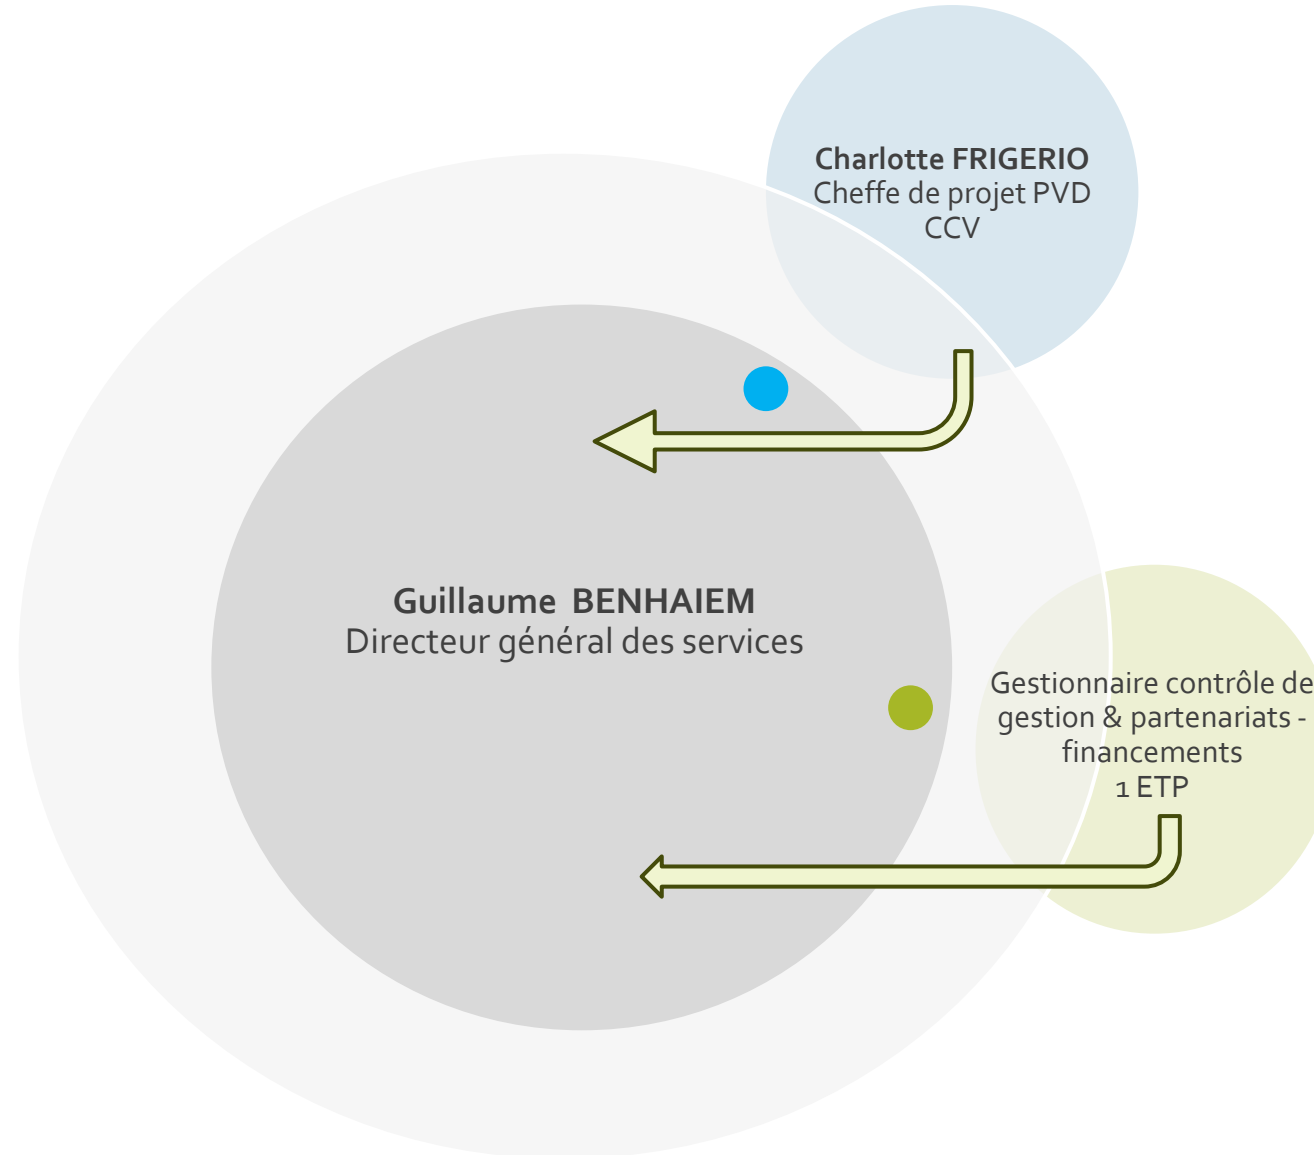 Charlotte FRIGERIO
Cheffe de projet PVD
CCV
Guillaume BENHAIEM
Directeur général des services
Gestionnaire contrôle de
gestion & partenariats -
financements
1 ETP